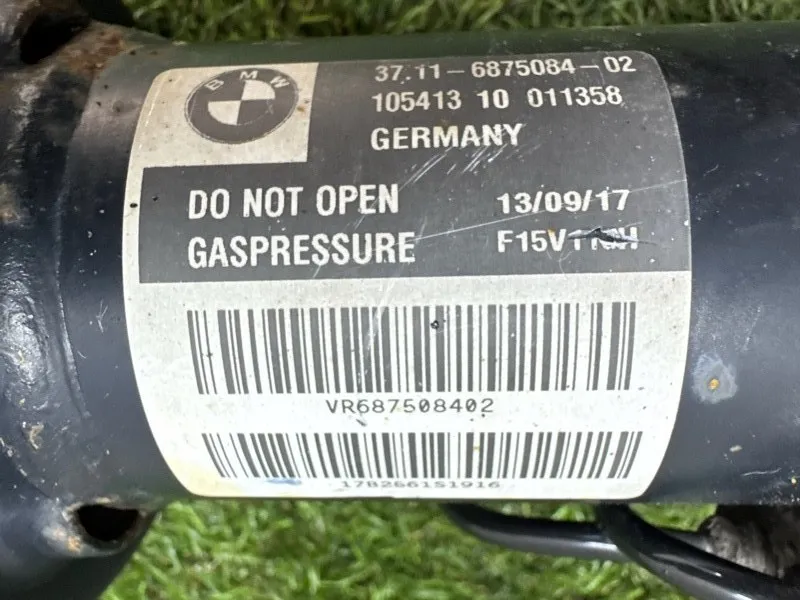 BMW
37.11-6875084-02
105413 10 011358
GERMANY
DO NOT OPEN 13/09/17
GASPRESSURE
VR687508402